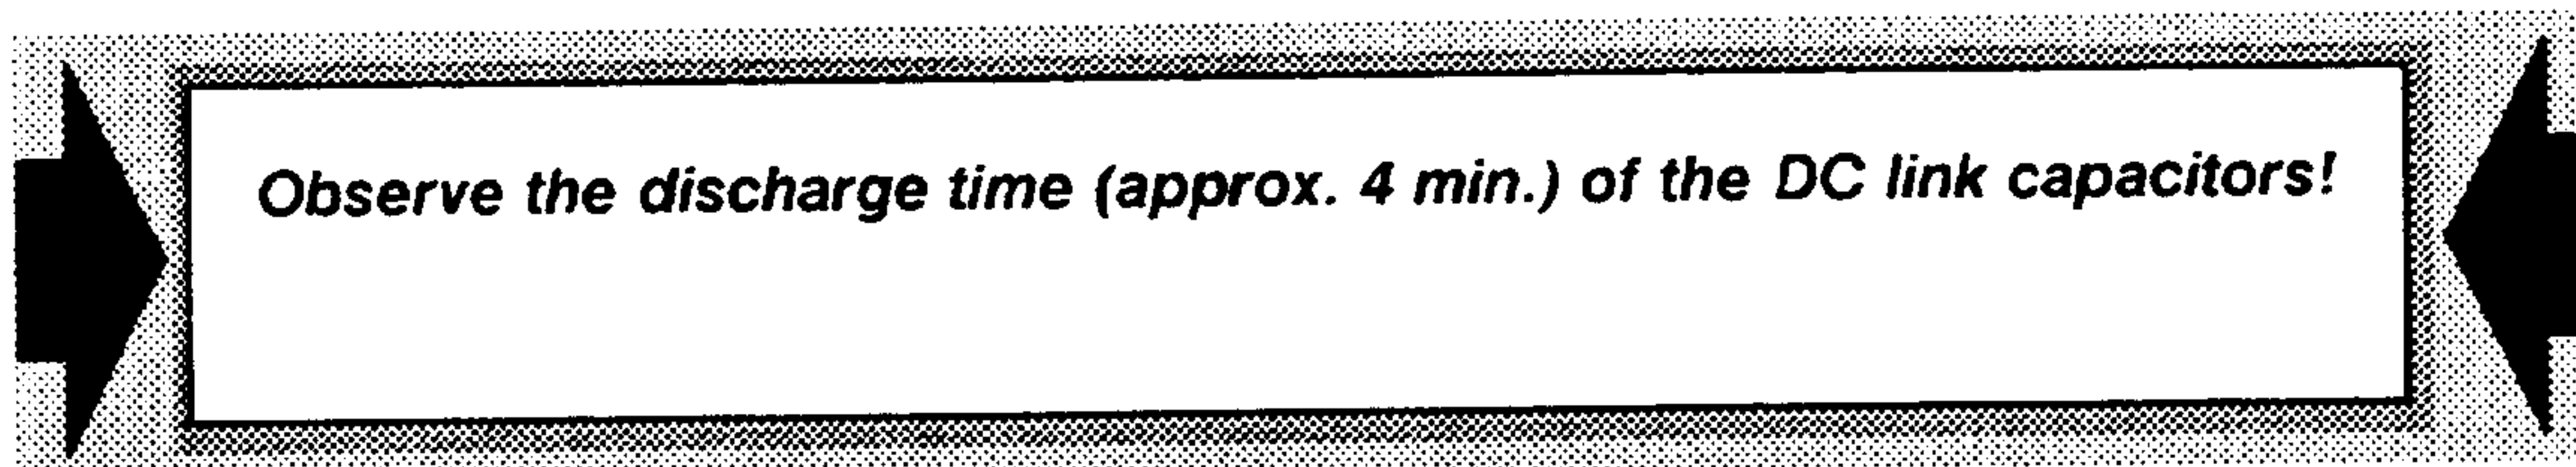 Observe the discharge time (approx. 4 min.) of the DC link capacitors!